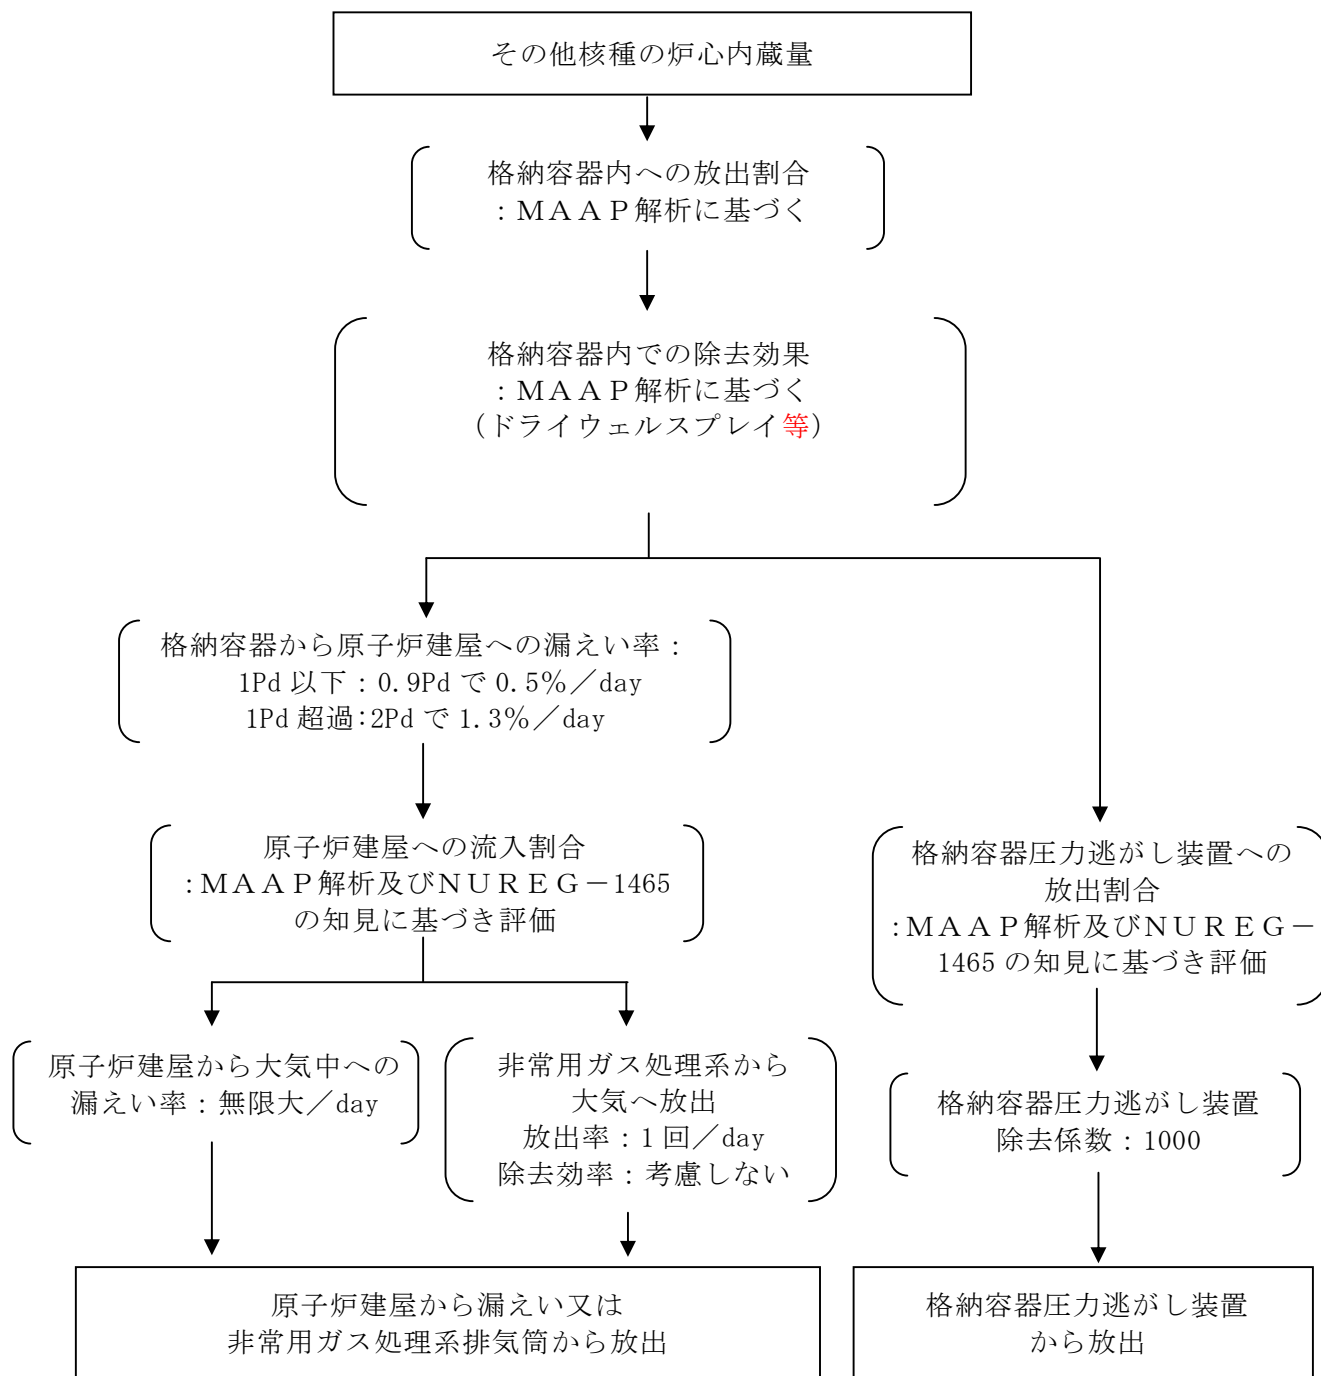 その他核種の炉心内蔵量
格納容器内への放出割合
：ＭＡＡＰ解析に基づく
格納容器内での除去効果
：ＭＡＡＰ解析に基づく
（ドライウェルスプレイ等）
格納容器から原子炉建屋への漏えい率：
1Pd 以下：0.9Pd で 0.5％／day
1Pd 超過：2Pd で 1.3％／day
原子炉建屋への流入割合
：ＭＡＡＰ解析及びＮＵＲＥＧ－1465
の知見に基づき評価
格納容器圧力逃がし装置への
放出割合
：ＭＡＡＰ解析及びＮＵＲＥＧ－
1465 の知見に基づき評価
原子炉建屋から大気中への
漏えい率：無限大／day
非常用ガス処理系から
大気へ放出
放出率：1 回／day
除去効率：考慮しない
格納容器圧力逃がし装置
除去係数：1000
原子炉建屋から漏えい又は
非常用ガス処理系排気筒から放出
格納容器圧力逃がし装置
から放出